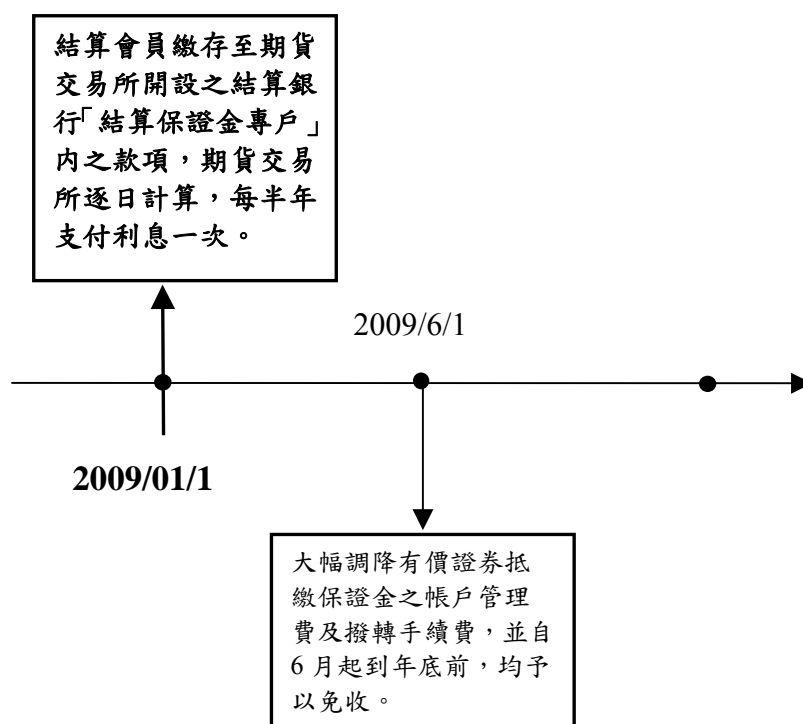 結算會員繳存至期貨
交易所開設之結算銀
行「結算保證金專戶」
內之款項，期貨交易
所逐日計算，每半年
支付利息一次。
2009/6/1
2009/01/1
大幅調降有價證券抵
繳保證金之帳戶管理
費及撥轉手續費，並自
6 月起到年底前，均予
以免收。